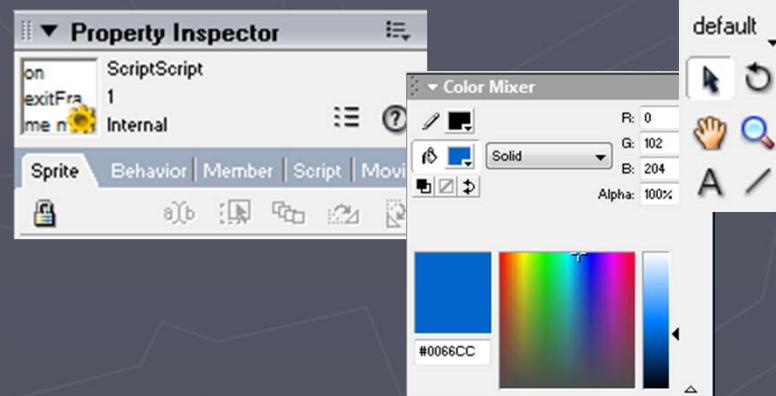 Property Inspector
on
exitFra
me m
ScriptScript
1
Internal
Sprite Behavior Member Script Movi
a b
Color Mixer
R: 0
G: 102
Solid
B: 204
Alpha: 100%
#0066CC
default
A